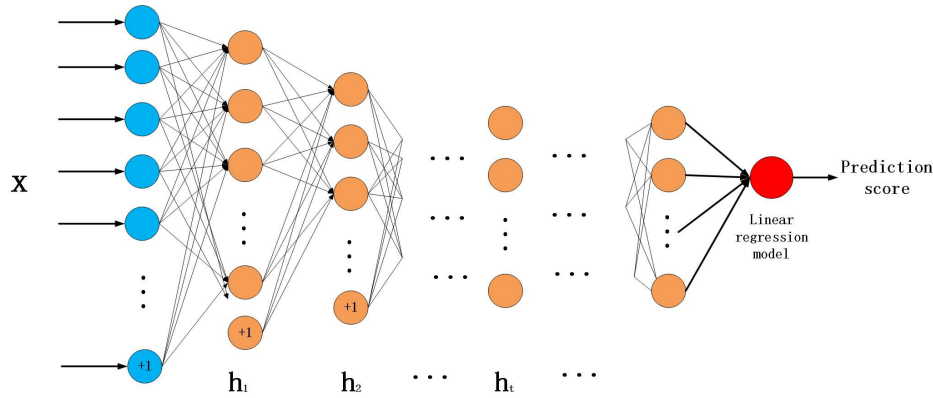 X
+1
+1
+1
h₁
h₂
hₜ
Linear
regression
model
Prediction
score